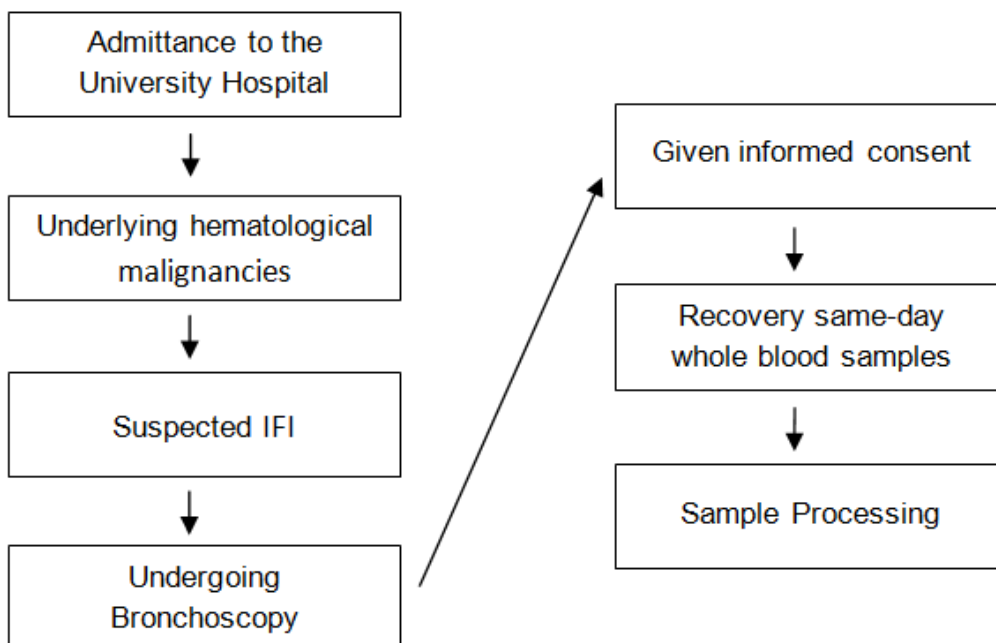 Admittance to the
University Hospital
Underlying hematological
malignancies
Suspected IFI
Undergoing
Bronchoscopy
Given informed consent
Recovery same-day
whole blood samples
Sample Processing